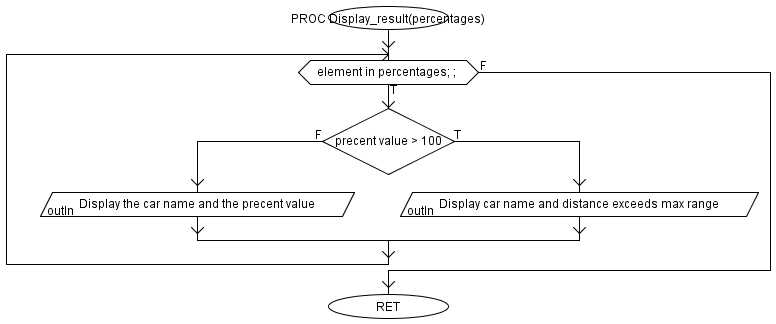 PROC Display_result(percentages)
element in percentages; ;
F
T
precent value > 100
F
T
Display the car name and the precent value
outln
Display car name and distance exceeds max range
outln
RET